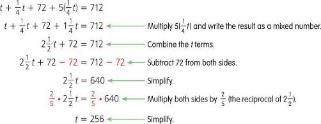 t + 1/4 t + 72 + 5(1/4 t) = 712
t + 1/4 t + 72 + 1 1/4 t = 712 Multiply 5(1/4 t) and write the result as a mixed number.
2 1/2 t + 72 = 712 Combine the t terms.
2 1/2 t + 72 − 72 = 712 − 72 Subtract 72 from both sides.
2 1/2 t = 640 Simplify.
2/5 • 2 1/2 t = 2/5 • 640 Multiply both sides by 2/5 (the reciprocal of 2 1/2).
t = 256 Simplify.